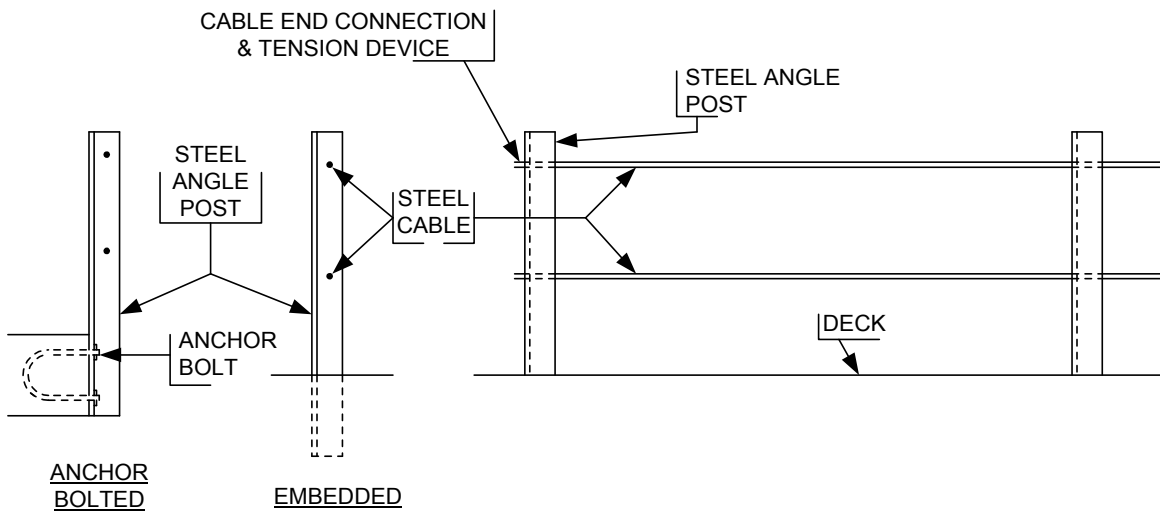 CABLE END CONNECTION
& TENSION DEVICE
STEEL ANGLE
POST
STEEL
ANGLE
POST
STEEL
CABLE
ANCHOR
BOLT
DECK
ANCHOR
BOLTED
EMBEDDED